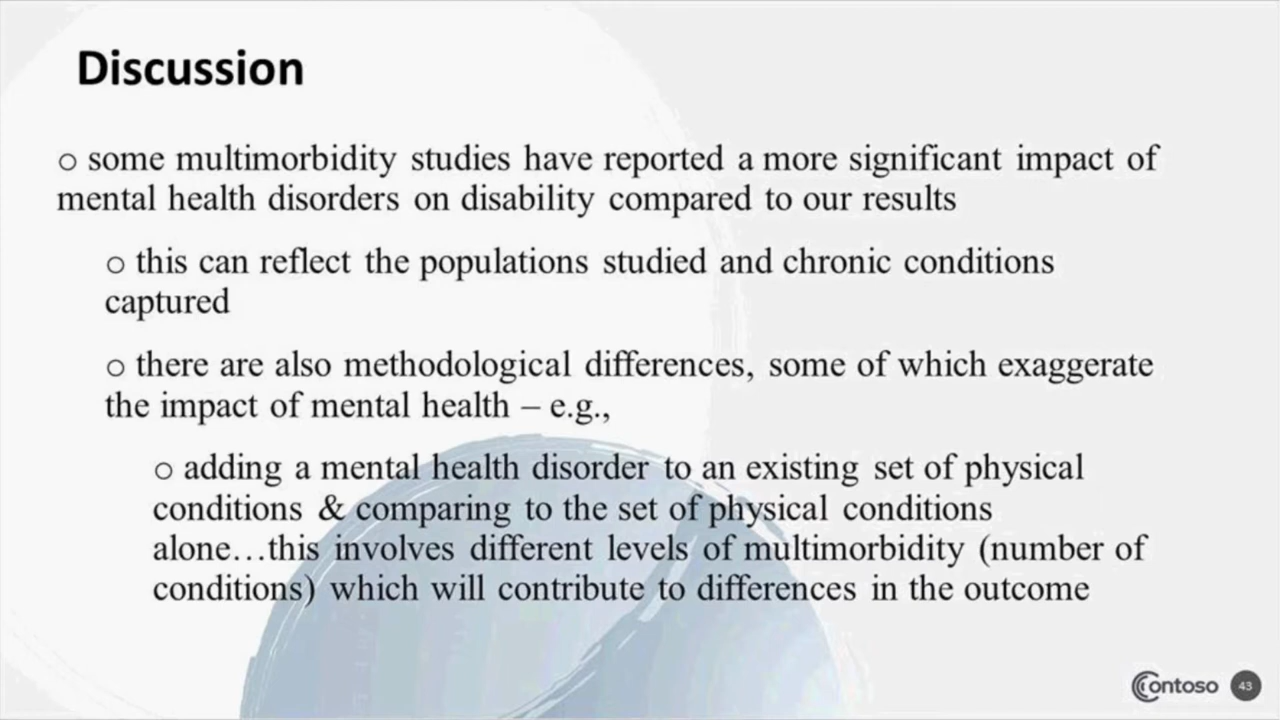 Discussion
o some multimorbidity studies have reported a more significant impact of
mental health disorders on disability compared to our results
o this can reflect the populations studied and chronic conditions
captured
o there are also methodological differences, some of which exaggerate
the impact of mental health – e.g.,
o adding a mental health disorder to an existing set of physical
conditions & comparing to the set of physical conditions
alone…this involves different levels of multimorbidity (number of
conditions) which will contribute to differences in the outcome
Contoso 43